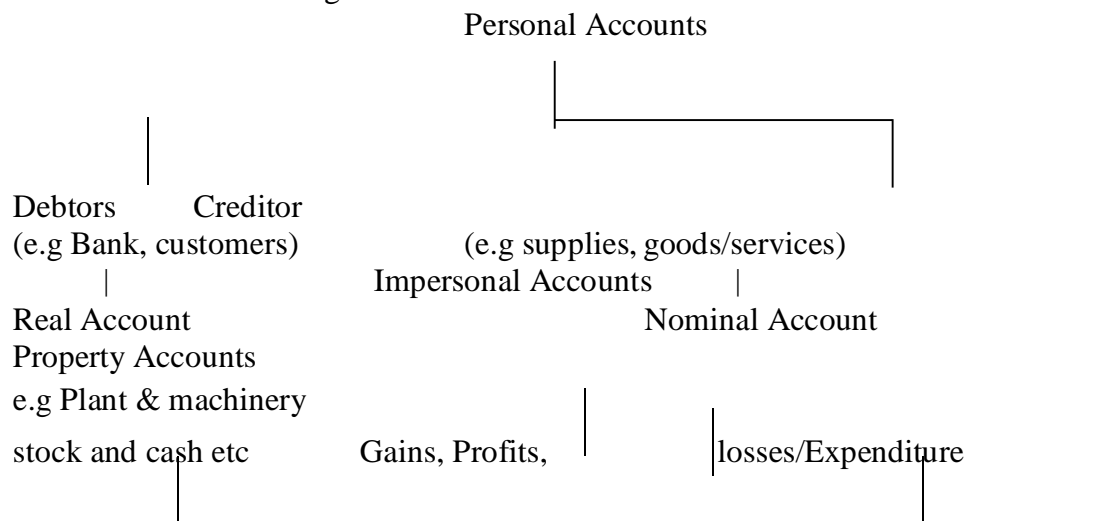 Personal Accounts
Debtors Creditor
(e.g Bank, customers) (e.g supplies, goods/services)
Impersonal Accounts
Real Account Nominal Account
Property Accounts
e.g Plant & machinery
stock and cash etc Gains, Profits, losses/Expenditure